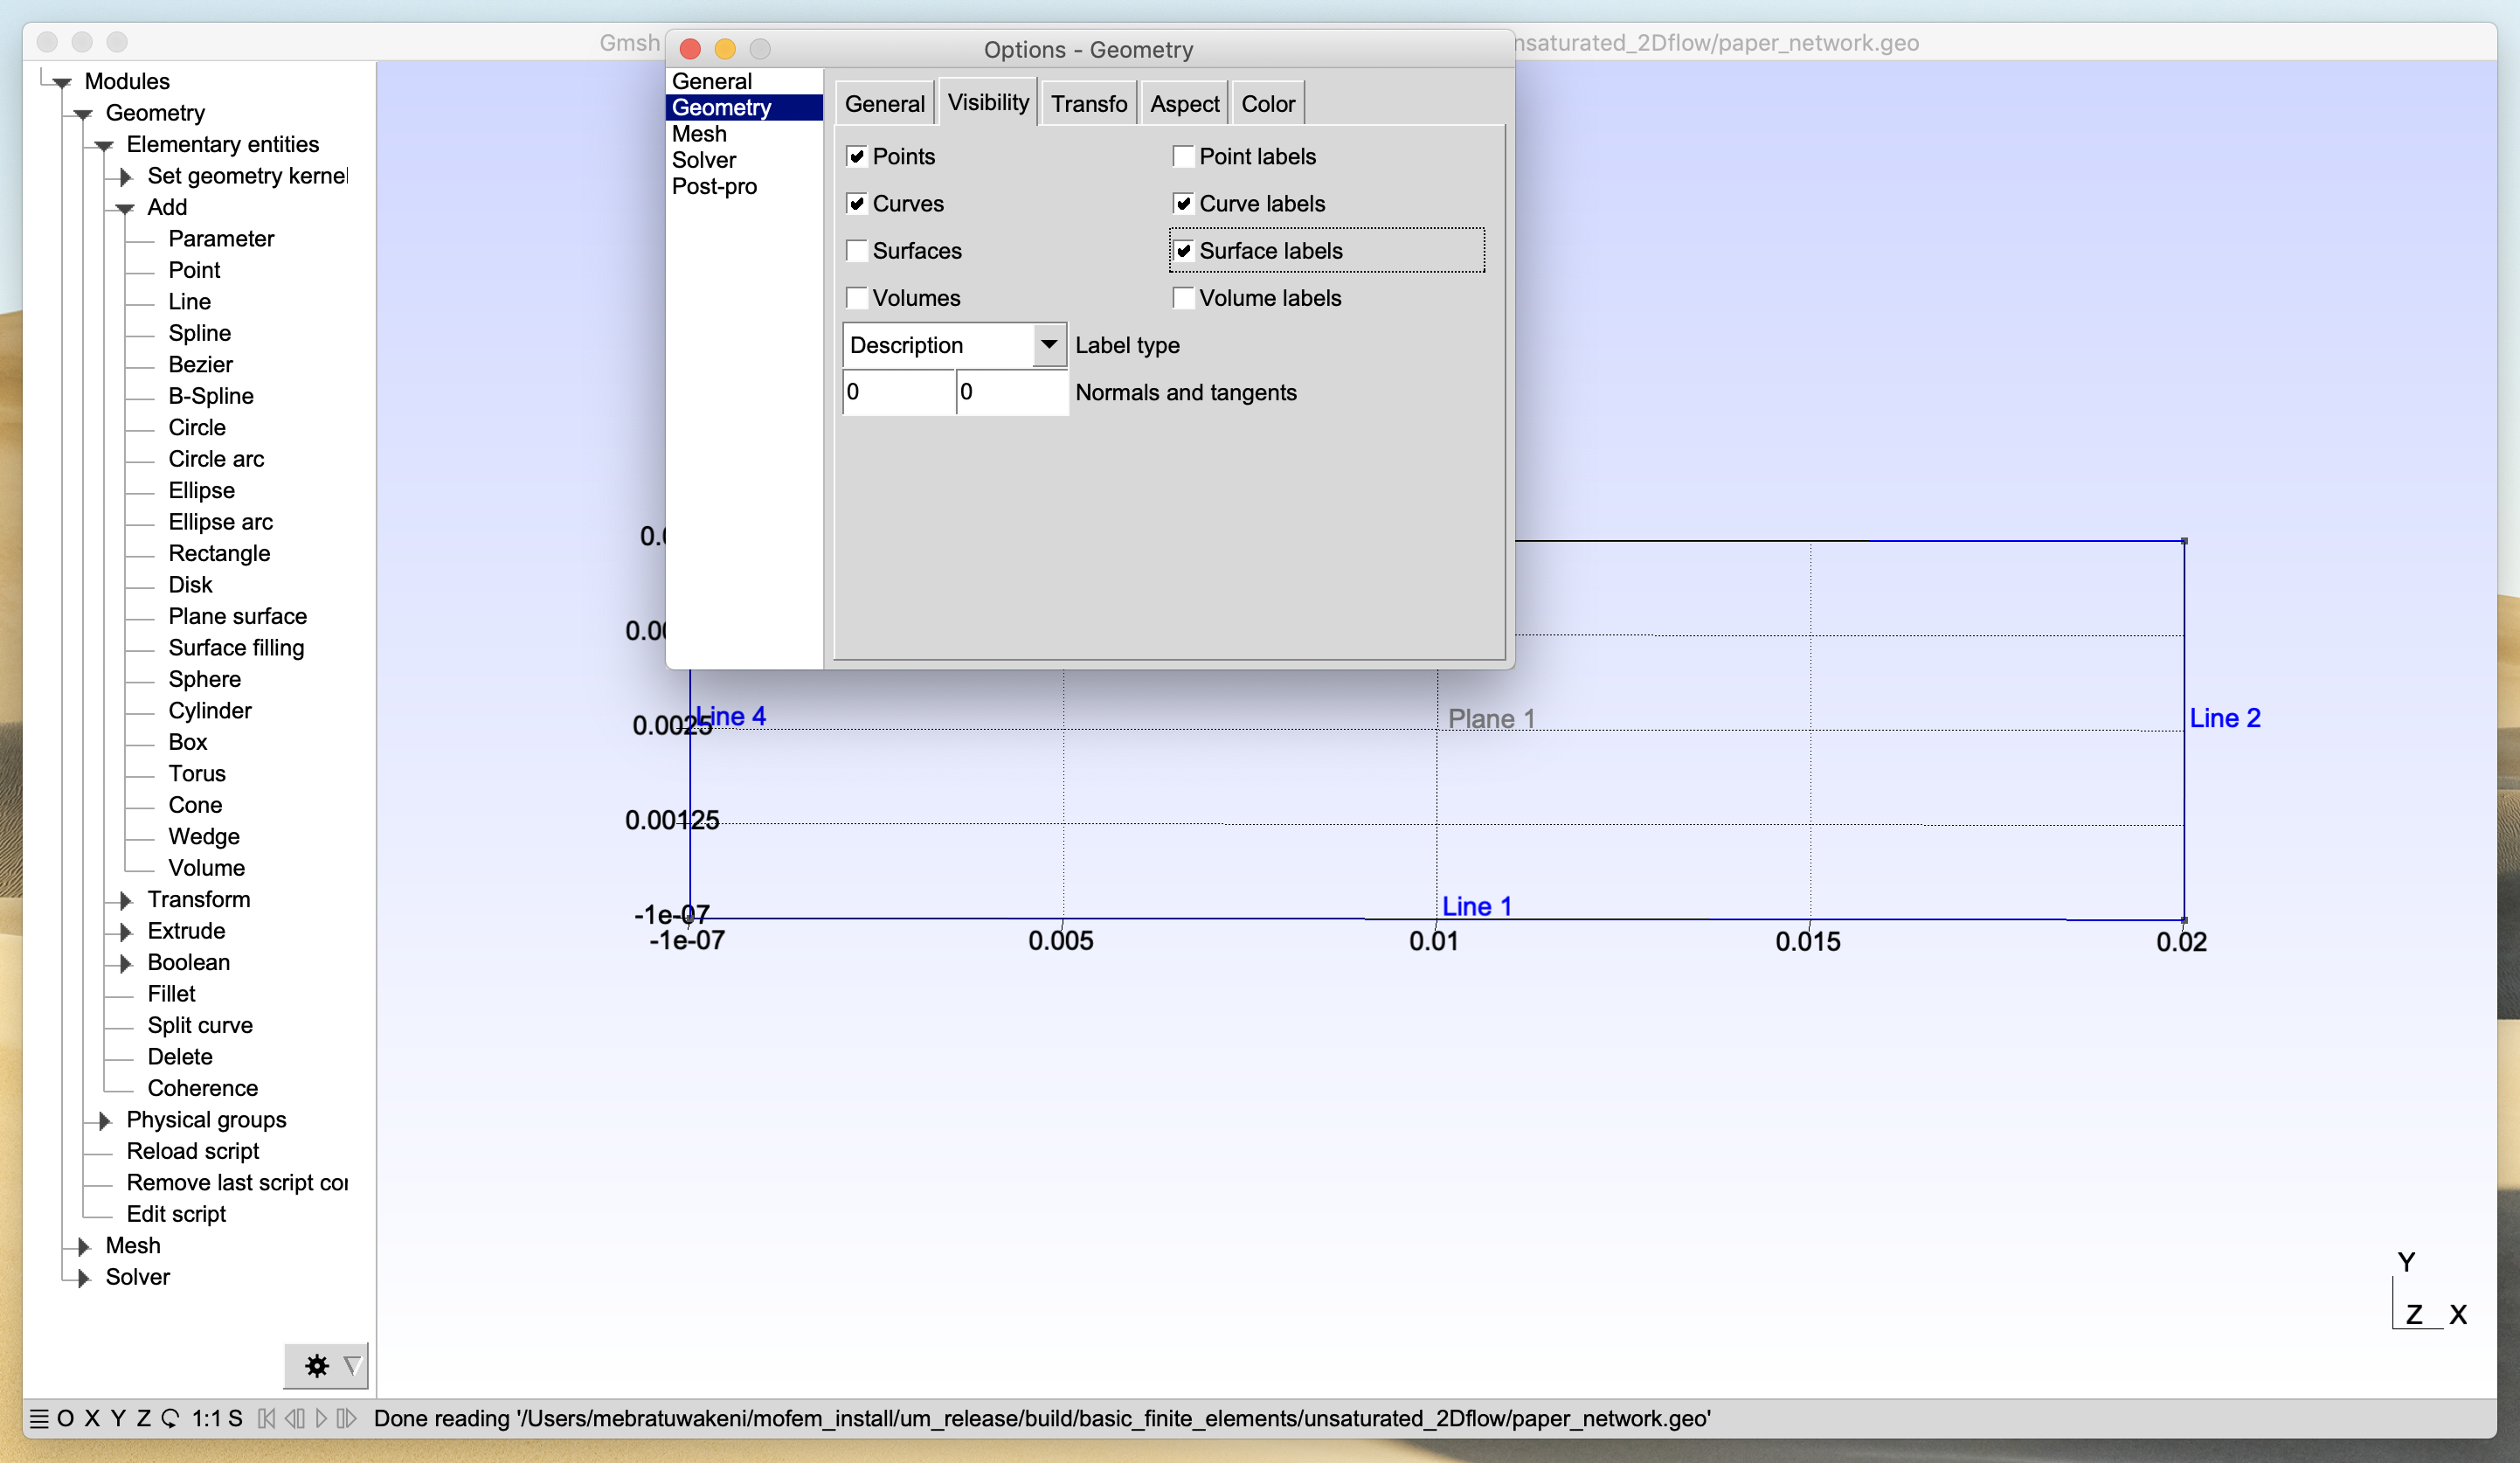 Gmsh
Options - Geometry
nsaturated_2Dflow/paper_network.geo
Modules
Geometry
Elementary entities
Set geometry kernel
Add
Parameter
Point
Line
Spline
Bezier
B-Spline
Circle
Circle arc
Ellipse
Ellipse arc
Rectangle
Disk
Plane surface
Surface filling
Sphere
Cylinder
Box
Torus
Cone
Wedge
Volume
Transform
Extrude
Boolean
Fillet
Split curve
Delete
Coherence
Physical groups
Reload script
Remove last script co
Edit script
Mesh
Solver
General
Geometry
Mesh
Solver
Post-pro
General Visibility Transfo Aspect Color
Points Point labels
Curves Curve labels
Surfaces Surface labels
Volumes Volume labels
Description Label type
0 0 Normals and tangents
0.0
0.00
0.0025 Line 4 Plane 1 Line 2
0.00125
-1e-07 Line 1
-1e-07 0.005 0.01 0.015 0.02
Y
Z X
O X Y Z 1:1 S Done reading '/Users/mebratuwakeni/mofem_install/um_release/build/basic_finite_elements/unsaturated_2Dflow/paper_network.geo'